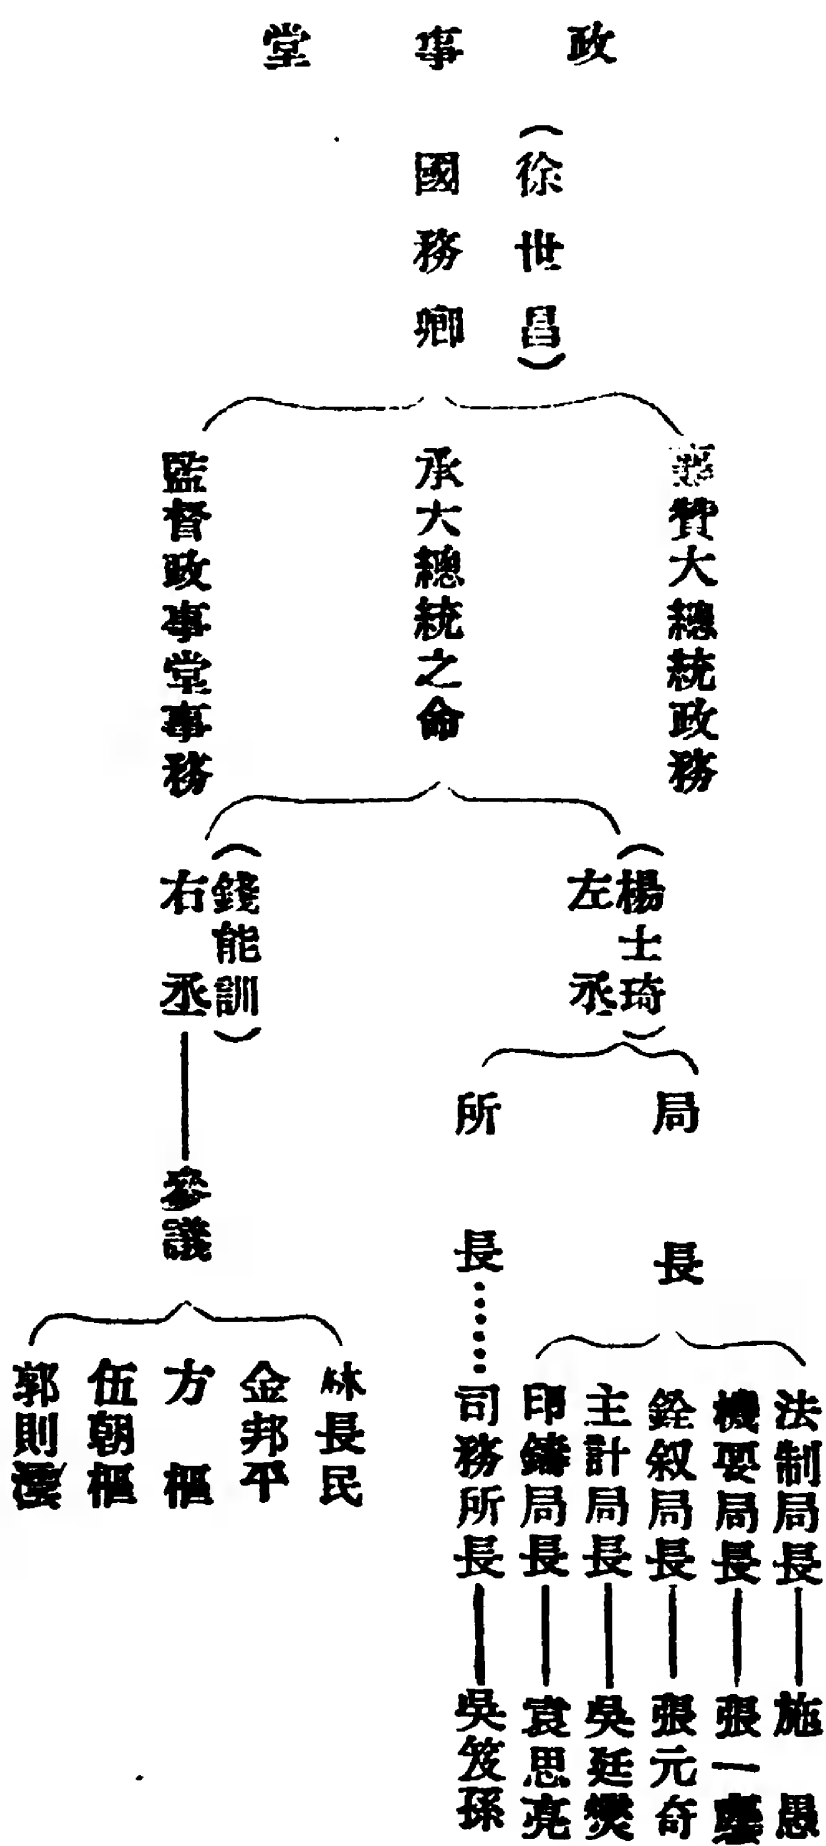 政事堂
(徐世昌)
國務卿
贊大總統政務
承大總統之命
監督政事堂事務
(楊士琦)
左丞
(錢能訓)
右丞
局長
所長……司務所長——吳笈孫
法制局長——施愚
機要局長——張一
銓叙局長——張元奇
主計局長——吳廷燮
印鑄局長——袁思亮
參議
林長民
金邦平
方樞
伍朝樞
郭則澐